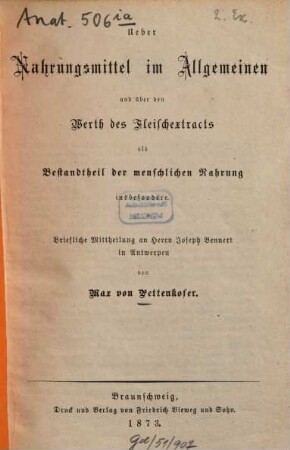 Anat. 506 ia
2. Ex.
Ueber
Nahrungsmittel im Allgemeinen
und über den
Werth des Fleischextracts
als
Bestandtheil der menschlichen Nahrung
insbesondere.
Briefliche Mittheilung an Herrn Joseph Bennert
in Antwerpen
von
Max von Pettenkofer.
Braunschweig,
Druck und Verlag von Friedrich Vieweg und Sohn.
1873.